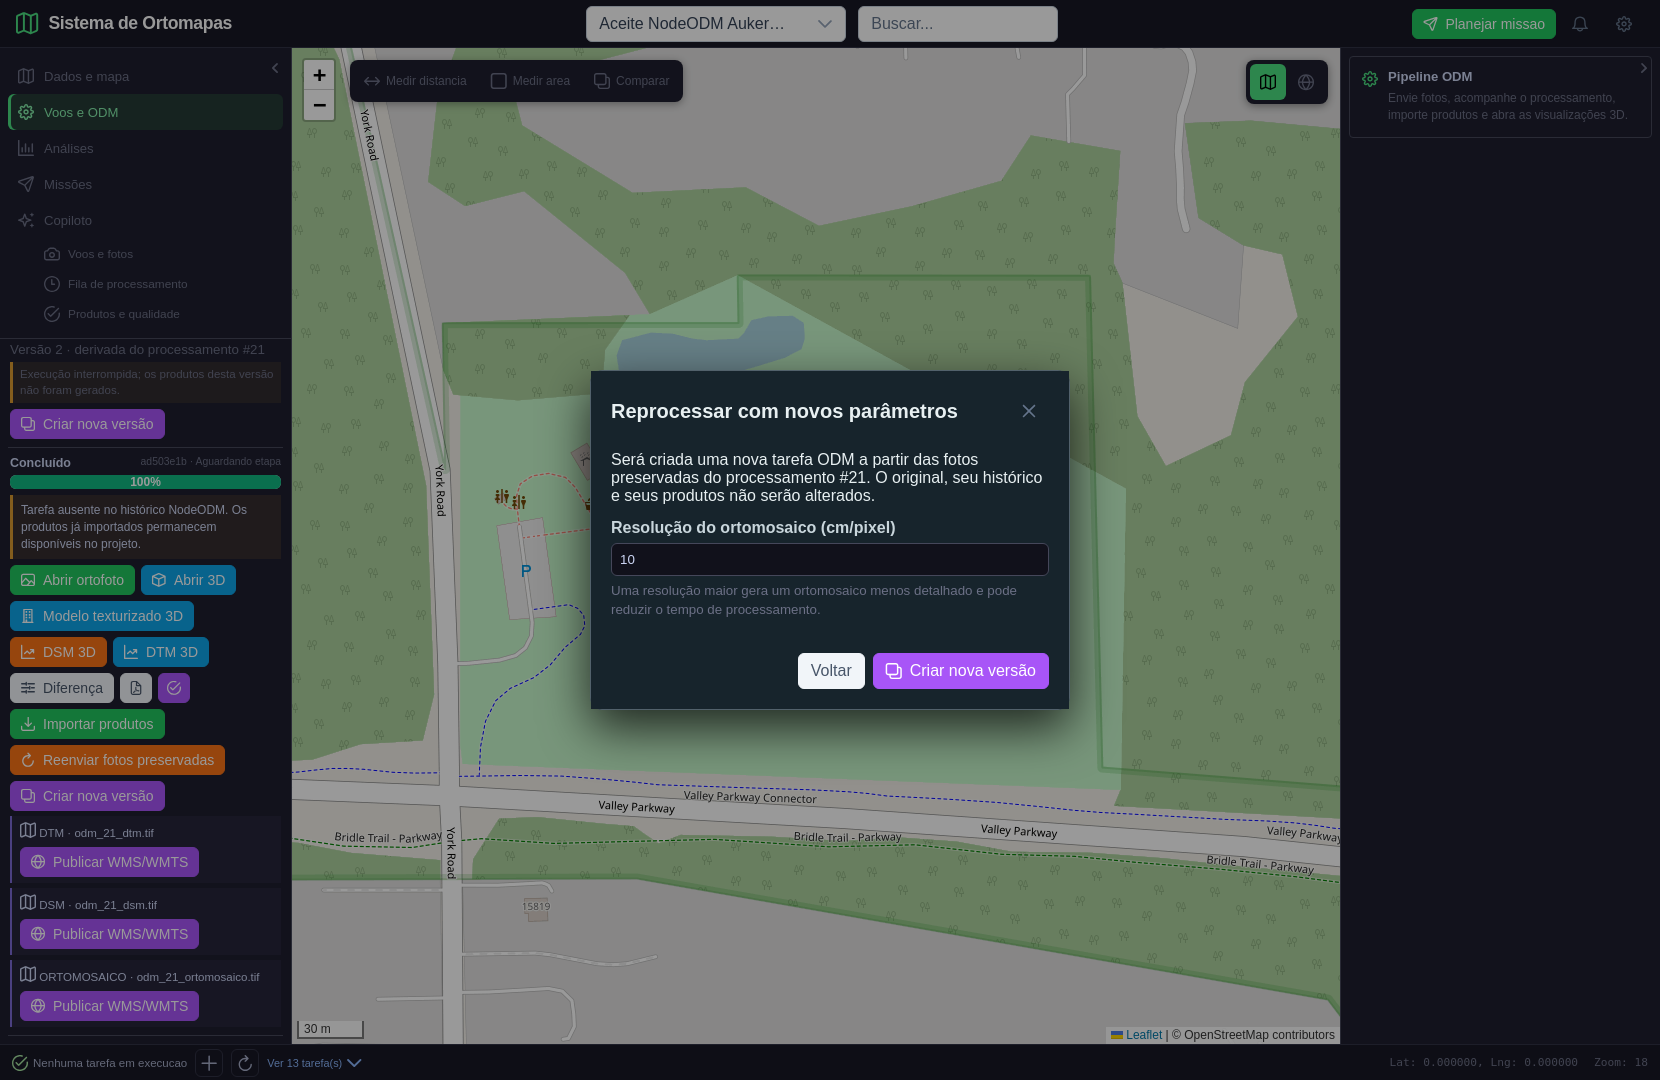 Sistema de Ortomapas
Aceite NodeODM Auker…
Buscar...
Planejar missao
Dados e mapa
Voos e ODM
Análises
Missões
Copiloto
Voos e fotos
Fila de processamento
Produtos e qualidade
Versão 2 · derivada do processamento #21
Execução interrompida; os produtos desta versão
não foram gerados.
Criar nova versão
Concluído
ad503e1b · Aguardando etapa
100%
Tarefa ausente no histórico NodeODM. Os
produtos já importados permanecem
disponíveis no projeto.
Abrir ortofoto
Abrir 3D
Modelo texturizado 3D
DSM 3D
DTM 3D
Diferença
Importar produtos
Reenviar fotos preservadas
Criar nova versão
DTM · odm_21_dtm.tif
Publicar WMS/WMTS
DSM · odm_21_dsm.tif
Publicar WMS/WMTS
ORTOMOSAICO · odm_21_ortomosaico.tif
Publicar WMS/WMTS
+
−
Medir distancia
Medir area
Comparar
York Road
York Road
York Road
P
Valley Parkway Connector
Valley Parkway
Valley Parkway
Valley Parkway
Bridle Trail - Parkway
Bridle Trail - Parkway
Bridle Trail - Parkway
15819
30 m
Leaflet | © OpenStreetMap contributors
Reprocessar com novos parâmetros
Será criada uma nova tarefa ODM a partir das fotos
preservadas do processamento #21. O original, seu histórico
e seus produtos não serão alterados.
Resolução do ortomosaico (cm/pixel)
10
Uma resolução maior gera um ortomosaico menos detalhado e pode
reduzir o tempo de processamento.
Voltar
Criar nova versão
Pipeline ODM
Envie fotos, acompanhe o processamento,
importe produtos e abra as visualizações 3D.
Nenhuma tarefa em execucao
Ver 13 tarefa(s)
Lat: 0.000000, Lng: 0.000000
Zoom: 18